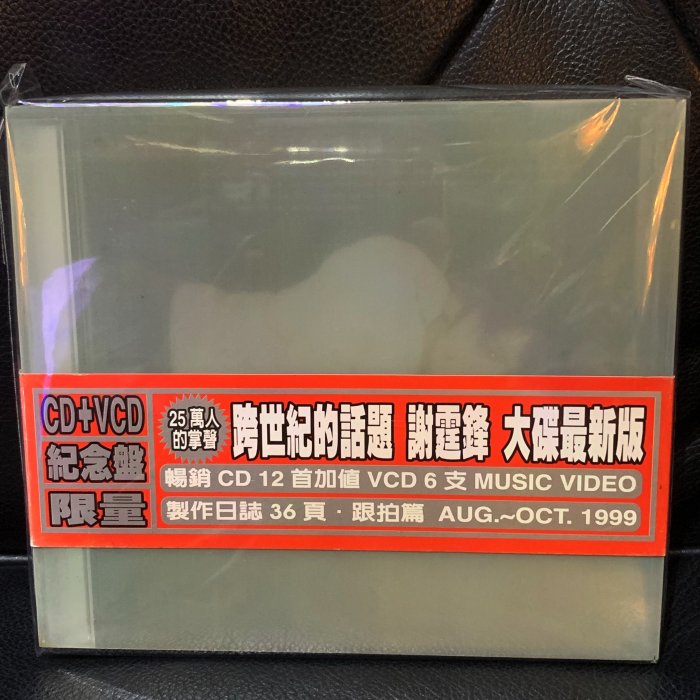 CD+VCD
紀念盤
限量
25萬人
的掌聲
跨世紀的話題 謝霆鋒 大碟最新版
暢銷 CD 12 首加值 VCD 6 支 MUSIC VIDEO
製作日誌 36 頁·跟拍篇 AUG.~OCT. 1999